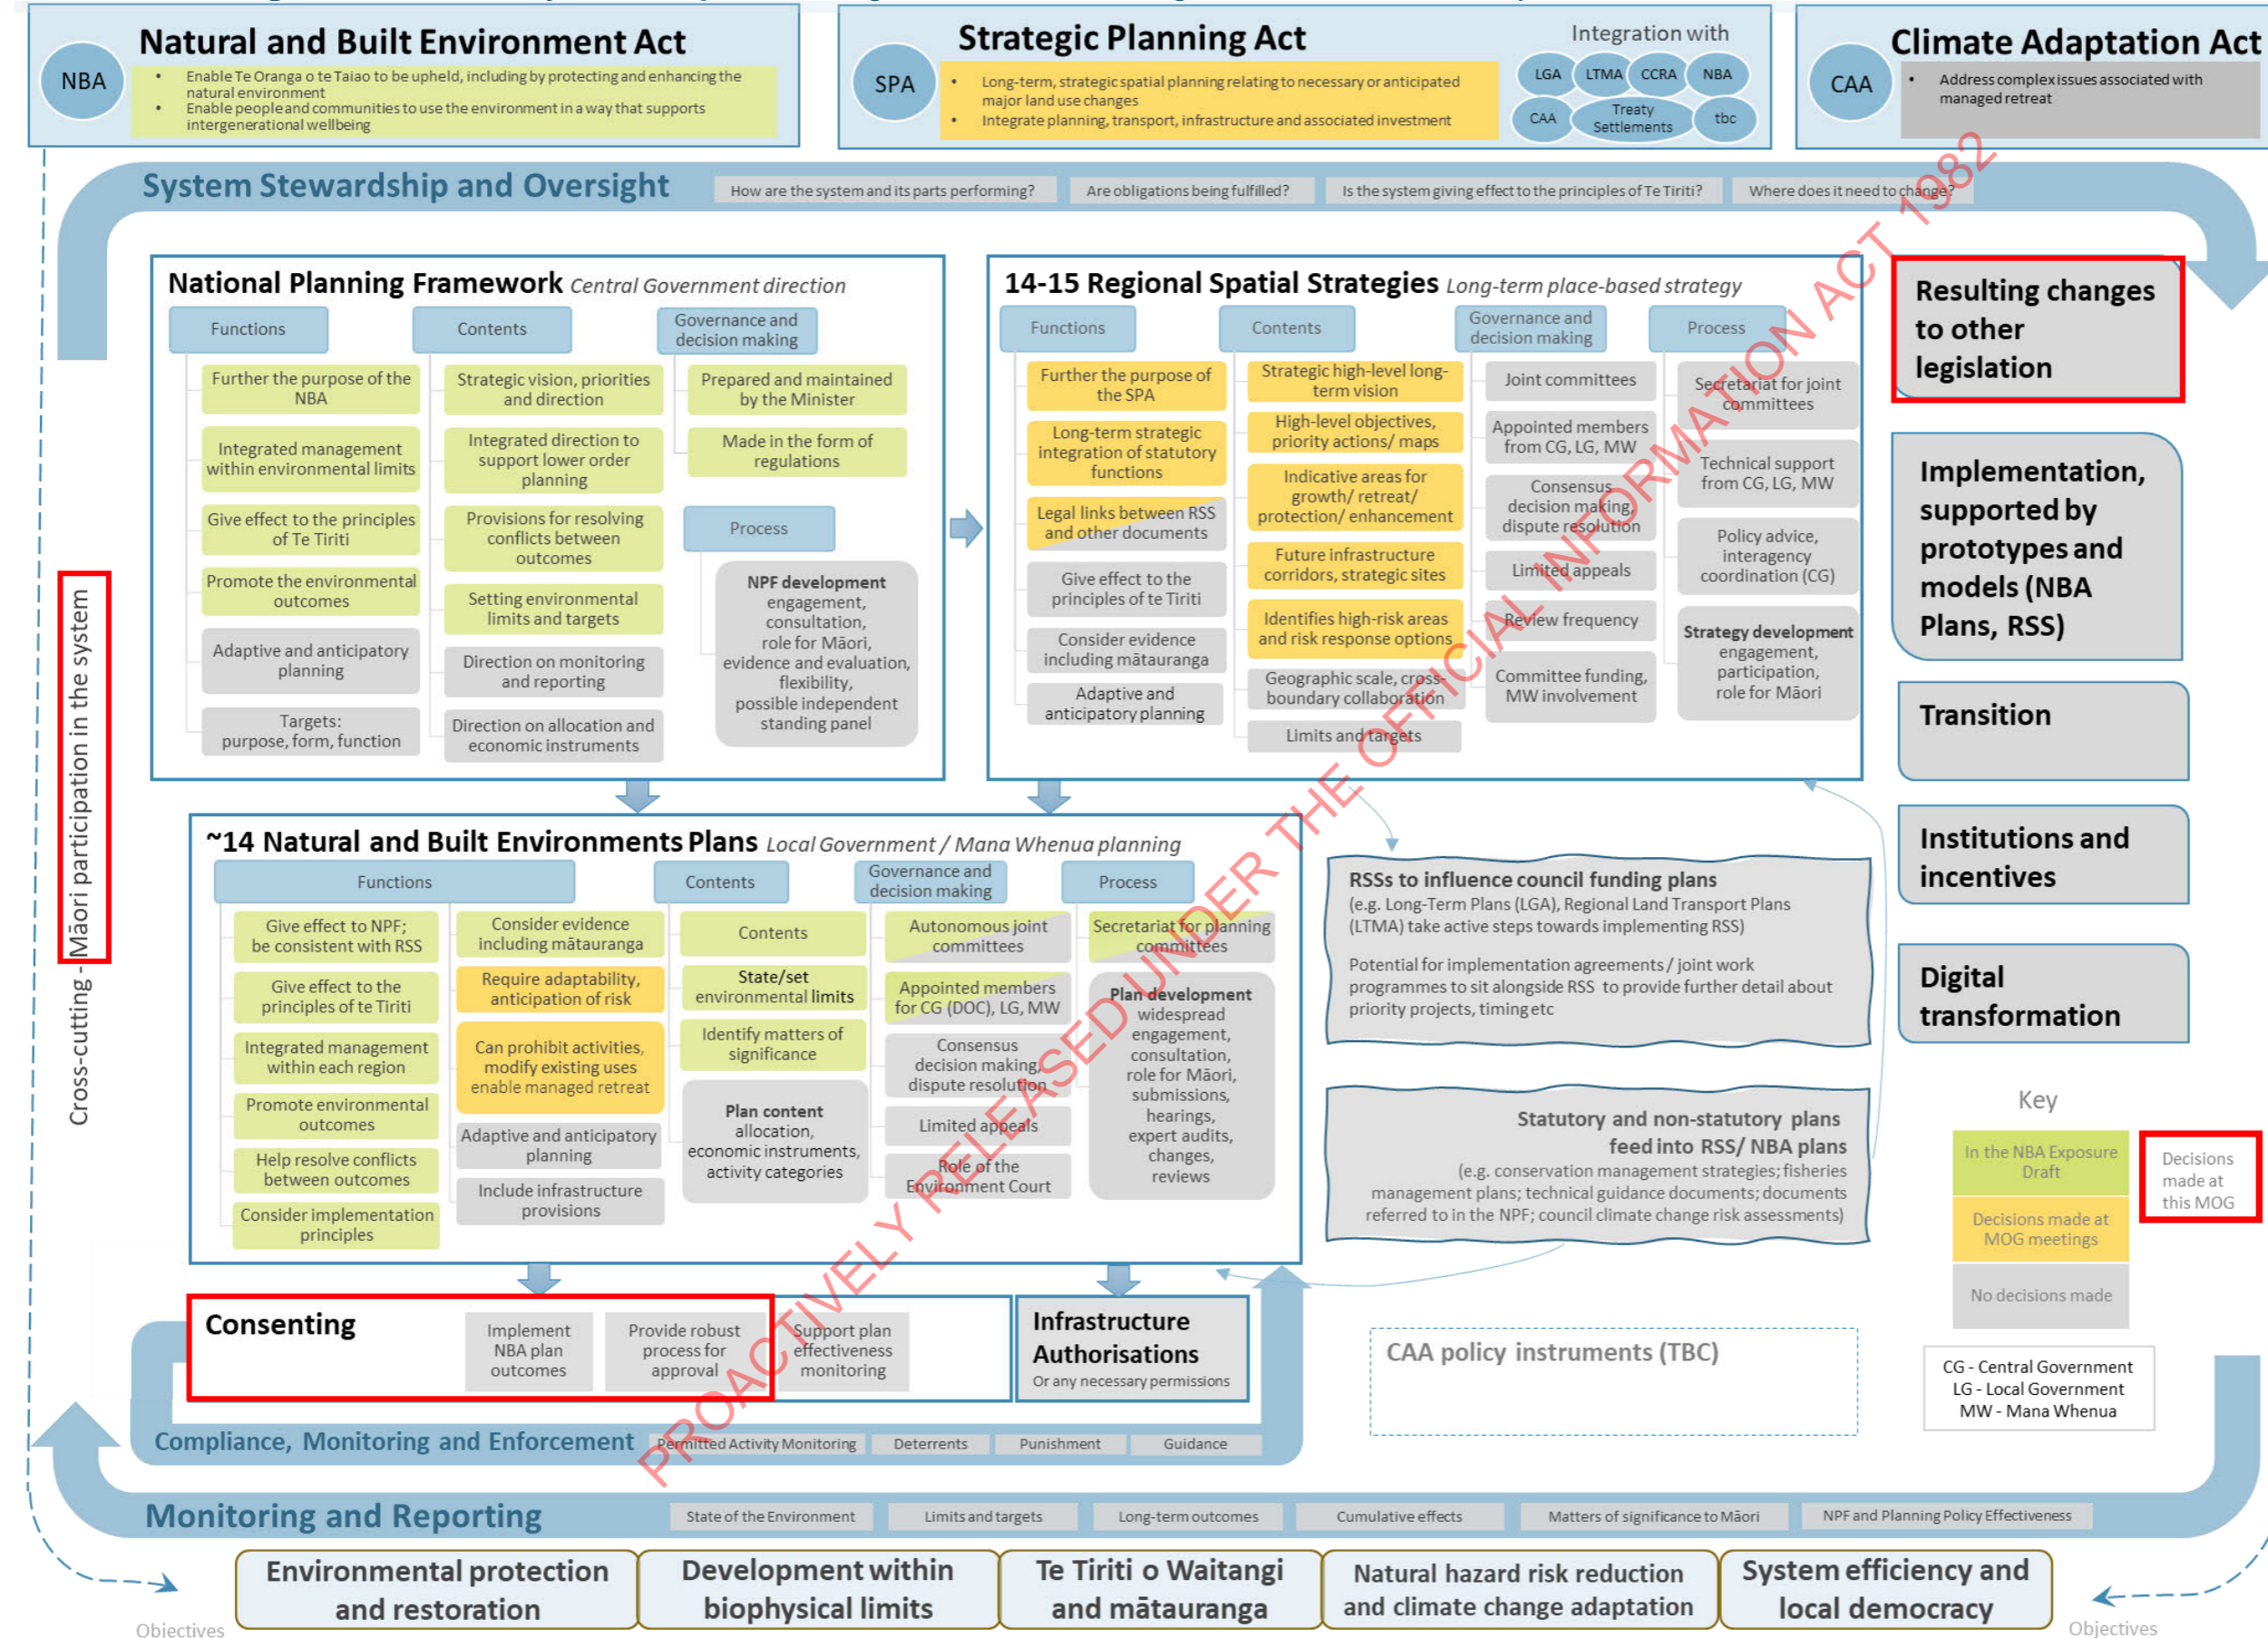 NBA
Natural and Built Environment Act
• Enable Te Oranga o te Taiao to be upheld, including by protecting and enhancing the
natural environment
• Enable people and communities to use the environment in a way that supports
intergenerational wellbeing
SPA
Strategic Planning Act
• Long-term, strategic spatial planning relating to necessary or anticipated
major land use changes
• Integrate planning, transport, infrastructure and associated investment
Integration with
LGA
LTMA
CCRA
NBA
CAA
Treaty
Settlements
tbc
CAA
Climate Adaptation Act
• Address complex issues associated with
managed retreat
System Stewardship and Oversight
How are the system and its parts performing?
Are obligations being fulfilled?
Is the system giving effect to the principles of Te Tiriti?
Where does it need to change?
National Planning Framework Central Government direction
Functions
Further the purpose of the
NBA
Integrated management
within environmental limits
Give effect to the principles
of Te Tiriti
Promote the environmental
outcomes
Adaptive and anticipatory
planning
Targets:
purpose, form, function
Contents
Strategic vision, priorities
and direction
Integrated direction to
support lower order
planning
Provisions for resolving
conflicts between
outcomes
Setting environmental
limits and targets
Direction on monitoring
and reporting
Direction on allocation and
economic instruments
Governance and
decision making
Prepared and maintained
by the Minister
Made in the form of
regulations
Process
NPF development
engagement,
consultation,
role for Māori,
evidence and evaluation,
flexibility,
possible independent
standing panel
14-15 Regional Spatial Strategies Long-term place-based strategy
Functions
Further the purpose of
the SPA
Long-term strategic
integration of statutory
functions
Legal links between RSS
and other documents
Give effect to the
principles of te Tiriti
Consider evidence
including mātauranga
Adaptive and
anticipatory planning
Contents
Strategic high-level long-
term vision
High-level objectives,
priority actions/ maps
Indicative areas for
growth/ retreat/
protection/ enhancement
Future infrastructure
corridors, strategic sites
Identifies high-risk areas
and risk response options
Geographic scale, cross-
boundary collaboration
Limits and targets
Governance and
decision making
Joint committees
Appointed members
from CG, LG, MW
Consensus
decision making,
dispute resolution
Limited appeals
Review frequency
Committee funding,
MW involvement
Process
Secretariat for joint
committees
Technical support
from CG, LG, MW
Policy advice,
interagency
coordination (CG)
Strategy development
engagement,
participation,
role for Māori
Resulting changes
to other
legislation
Implementation,
supported by
prototypes and
models (NBA
Plans, RSS)
Transition
Institutions and
incentives
Digital
transformation
Cross-cutting - Māori participation in the system
~14 Natural and Built Environments Plans Local Government / Mana Whenua planning
Functions
Give effect to NPF;
be consistent with RSS
Give effect to the
principles of te Tiriti
Integrated management
within each region
Promote environmental
outcomes
Help resolve conflicts
between outcomes
Consider implementation
principles
Consider evidence
including mātauranga
Require adaptability,
anticipation of risk
Can prohibit activities,
modify existing uses
enable managed retreat
Adaptive and anticipatory
planning
Include infrastructure
provisions
Contents
Contents
State/set
environmental limits
Identify matters of
significance
Plan content
allocation,
economic instruments,
activity categories
Governance and
decision making
Autonomous joint
committees
Appointed members
for CG (DOC), LG, MW
Consensus
decision making,
dispute resolution
Limited appeals
Role of the
Environment Court
Process
Secretariat for planning
committees
Plan development
widespread
engagement,
consultation,
role for Māori,
submissions,
hearings,
expert audits,
changes,
reviews
RSSs to influence council funding plans
(e.g. Long-Term Plans (LGA), Regional Land Transport Plans
(LTMA) take active steps towards implementing RSS)
Potential for implementation agreements / joint work
programmes to sit alongside RSS to provide further detail about
priority projects, timing etc
Statutory and non-statutory plans
feed into RSS/ NBA plans
(e.g. conservation management strategies; fisheries
management plans; technical guidance documents; documents
referred to in the NPF; council climate change risk assessments)
Key
In the NBA Exposure
Draft
Decisions made at
MOG meetings
No decisions made
Decisions
made at
this MOG
CG - Central Government
LG - Local Government
MW - Mana Whenua
Consenting
Implement
NBA plan
outcomes
Provide robust
process for
approval
Support plan
effectiveness
monitoring
Infrastructure
Authorisations
Or any necessary permissions
CAA policy instruments (TBC)
Compliance, Monitoring and Enforcement
Permitted Activity Monitoring
Deterrents
Punishment
Guidance
Monitoring and Reporting
State of the Environment
Limits and targets
Long-term outcomes
Cumulative effects
Matters of significance to Māori
NPF and Planning Policy Effectiveness
Objectives
Environmental protection
and restoration
Development within
biophysical limits
Te Tiriti o Waitangi
and mātauranga
Natural hazard risk reduction
and climate change adaptation
System efficiency and
local democracy
Objectives
PROACTIVELY RELEASED UNDER THE OFFICIAL INFORMATION ACT 1982